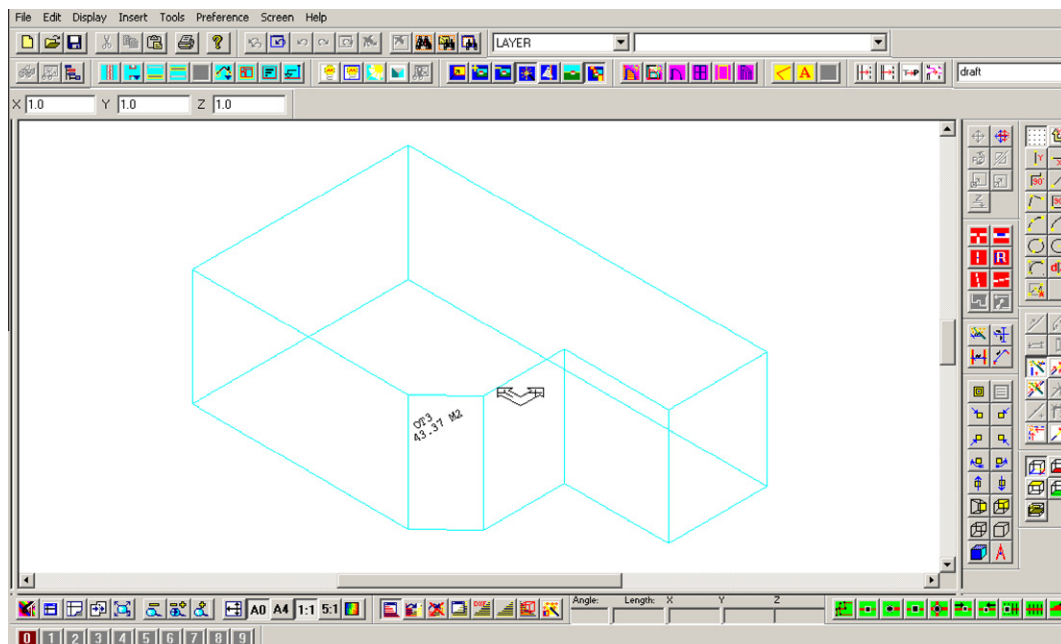 File Edit Display Insert Tools Preference Screen Help
LAYER
draft
X 1.0 Y 1.0 Z 1.0
OT3
43.37 M2
A0 A4 1:1 5:1
Angle: Length: X Y Z
0 1 2 3 4 5 6 7 8 9